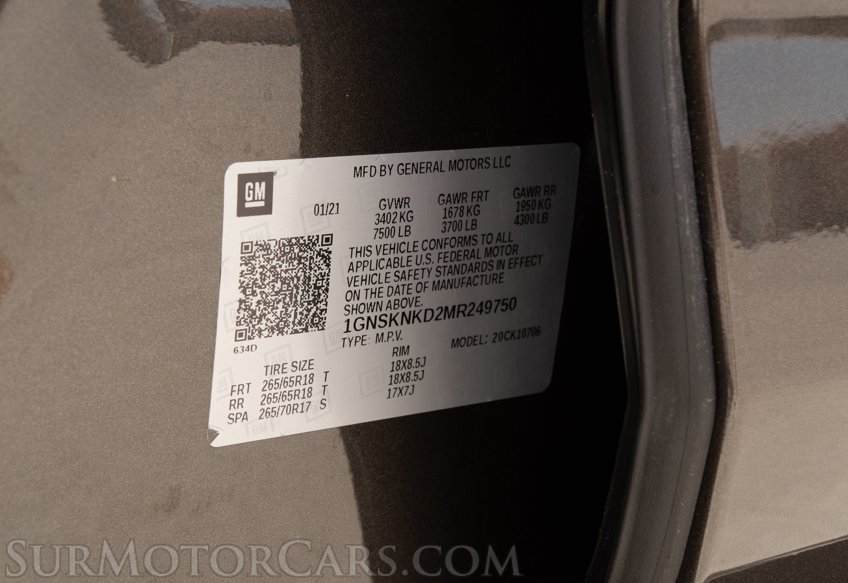 GM
MFD BY GENERAL MOTORS LLC
01/21
GVWR GAWR FRT GAWR RR
3402 KG 1678 KG 1950 KG
7500 LB 3700 LB 4300 LB
THIS VEHICLE CONFORMS TO ALL
APPLICABLE U.S. FEDERAL MOTOR
VEHICLE SAFETY STANDARDS IN EFFECT
ON THE DATE OF MANUFACTURE
SHOWN ABOVE.
1GNSKNKD2MR249750
634D
TYPE: M.P.V. MODEL: 20CK10706
TIRE SIZE RIM
FRT 265/65R18 T 18X8.5J
RR 265/65R18 T 18X8.5J
SPA 265/70R17 S 17X7J
SurMotorCars.com